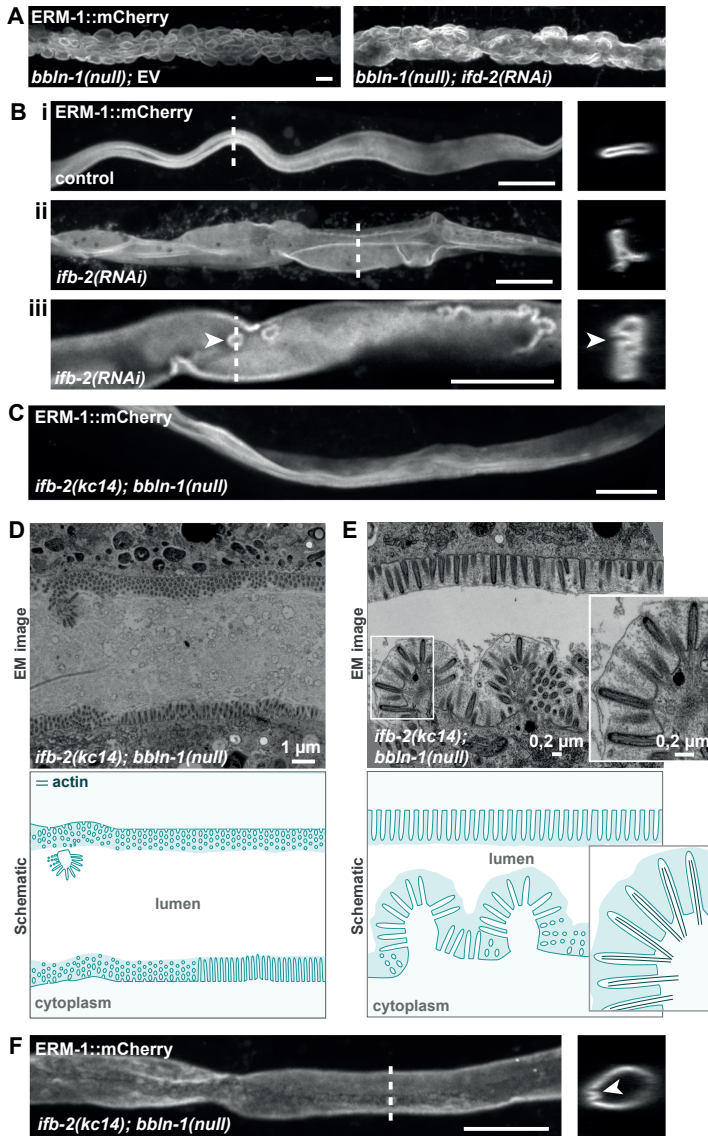 A
ERM-1::mCherry
bbln-1(null); EV
bbln-1(null); ifd-2(RNAi)
B
i
ERM-1::mCherry
control
ii
ifb-2(RNAi)
iii
ifb-2(RNAi)
C
ERM-1::mCherry
ifb-2(kc14); bbln-1(null)
D
EM image
ifb-2(kc14); bbln-1(null)
1 µm
E
EM image
ifb-2(kc14);
bbln-1(null)
0,2 µm
0,2 µm
Schematic
actin
lumen
cytoplasm
Schematic
lumen
cytoplasm
F
ERM-1::mCherry
ifb-2(kc14); bbln-1(null)